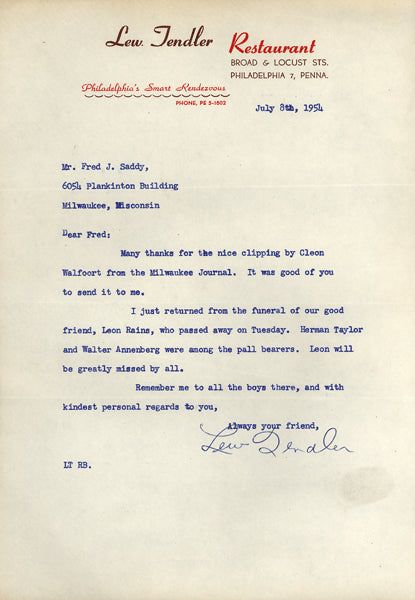 Lew Tendler Restaurant
BROAD & LOCUST STS.
PHILADELPHIA 7, PENNA.
Philadelphia's Smart Rendezvous
PHONE, PE 5-1802
July 8th, 1954
Mr. Fred J. Saddy,
6054 Plankinton Building
Milwaukee, Wisconsin
Dear Fred:
Many thanks for the nice clipping by Cleon
Walfoort from the Milwaukee Journal. It was good of you
to send it to me.
I just returned from the funeral of our good
friend, Leon Rains, who passed away on Tuesday. Herman Taylor
and Walter Annenberg were among the pall bearers. Leon will
be greatly missed by all.
Remember me to all the boys there, and with
kindest personal regards to you,
Always your friend,
Lew Tendler
LT RB.